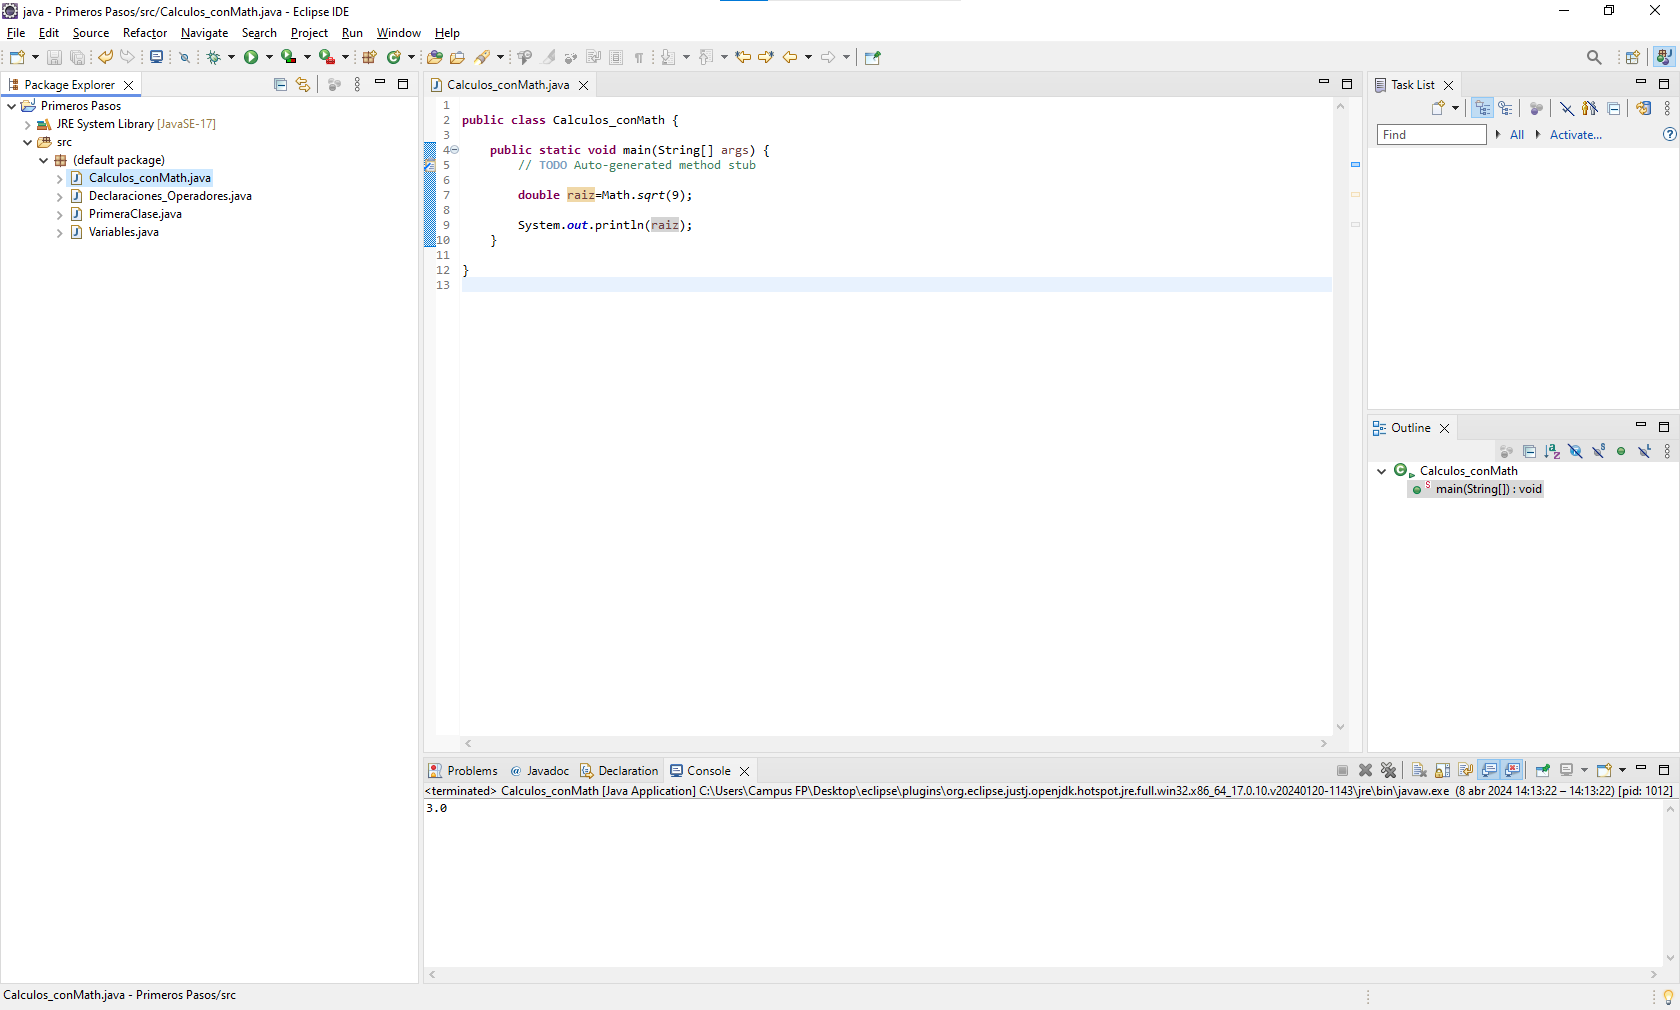 java - Primeros Pasos/src/Calculos_conMath.java - Eclipse IDE
File Edit Source Refactor Navigate Search Project Run Window Help
Package Explorer
Primeros Pasos
JRE System Library [JavaSE-17]
src
(default package)
Calculos_conMath.java
Declaraciones_Operadores.java
PrimeraClase.java
Variables.java
Calculos_conMath.java
1
2 public class Calculos_conMath {
3
4 public static void main(String[] args) {
5 // TODO Auto-generated method stub
6
7 double raiz=Math.sqrt(9);
8
9 System.out.println(raiz);
10 }
11
12 }
13
Task List
Find All Activate...
Outline
Calculos_conMath
main(String[]) : void
Problems Javadoc Declaration Console
<terminated> Calculos_conMath [Java Application] C:\Users\Campus FP\Desktop\eclipse\plugins\org.eclipse.justj.openjdk.hotspot.jre.full.win32.x86_64_17.0.10.v20240120-1143\jre\bin\javaw.exe (8 abr 2024 14:13:22 – 14:13:22) [pid: 1012]
3.0
Calculos_conMath.java - Primeros Pasos/src